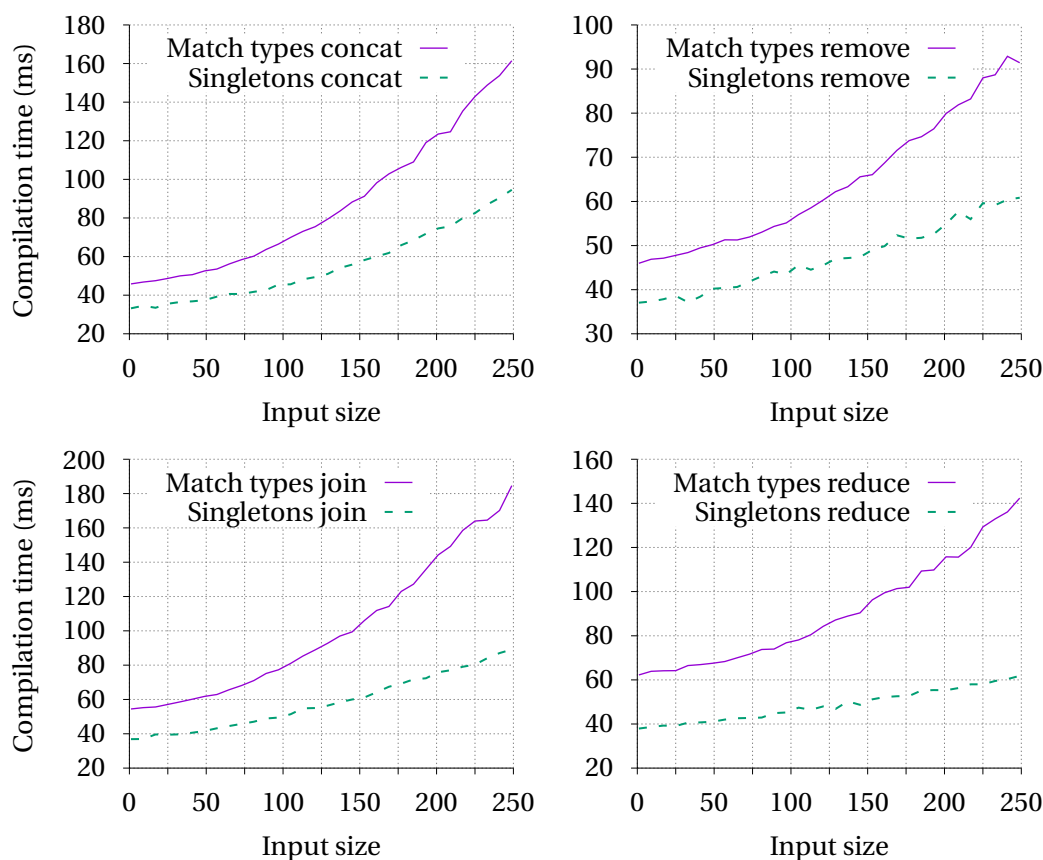 180
160
140
120
100
80
60
40
20
Compilation time (ms)
Match types concat
Singletons concat
0 50 100 150 200 250
Input size
100
90
80
70
60
50
40
30
Match types remove
Singletons remove
0 50 100 150 200 250
Input size
200
180
160
140
120
100
80
60
40
20
Compilation time (ms)
Match types join
Singletons join
0 50 100 150 200 250
Input size
160
140
120
100
80
60
40
20
Match types reduce
Singletons reduce
0 50 100 150 200 250
Input size